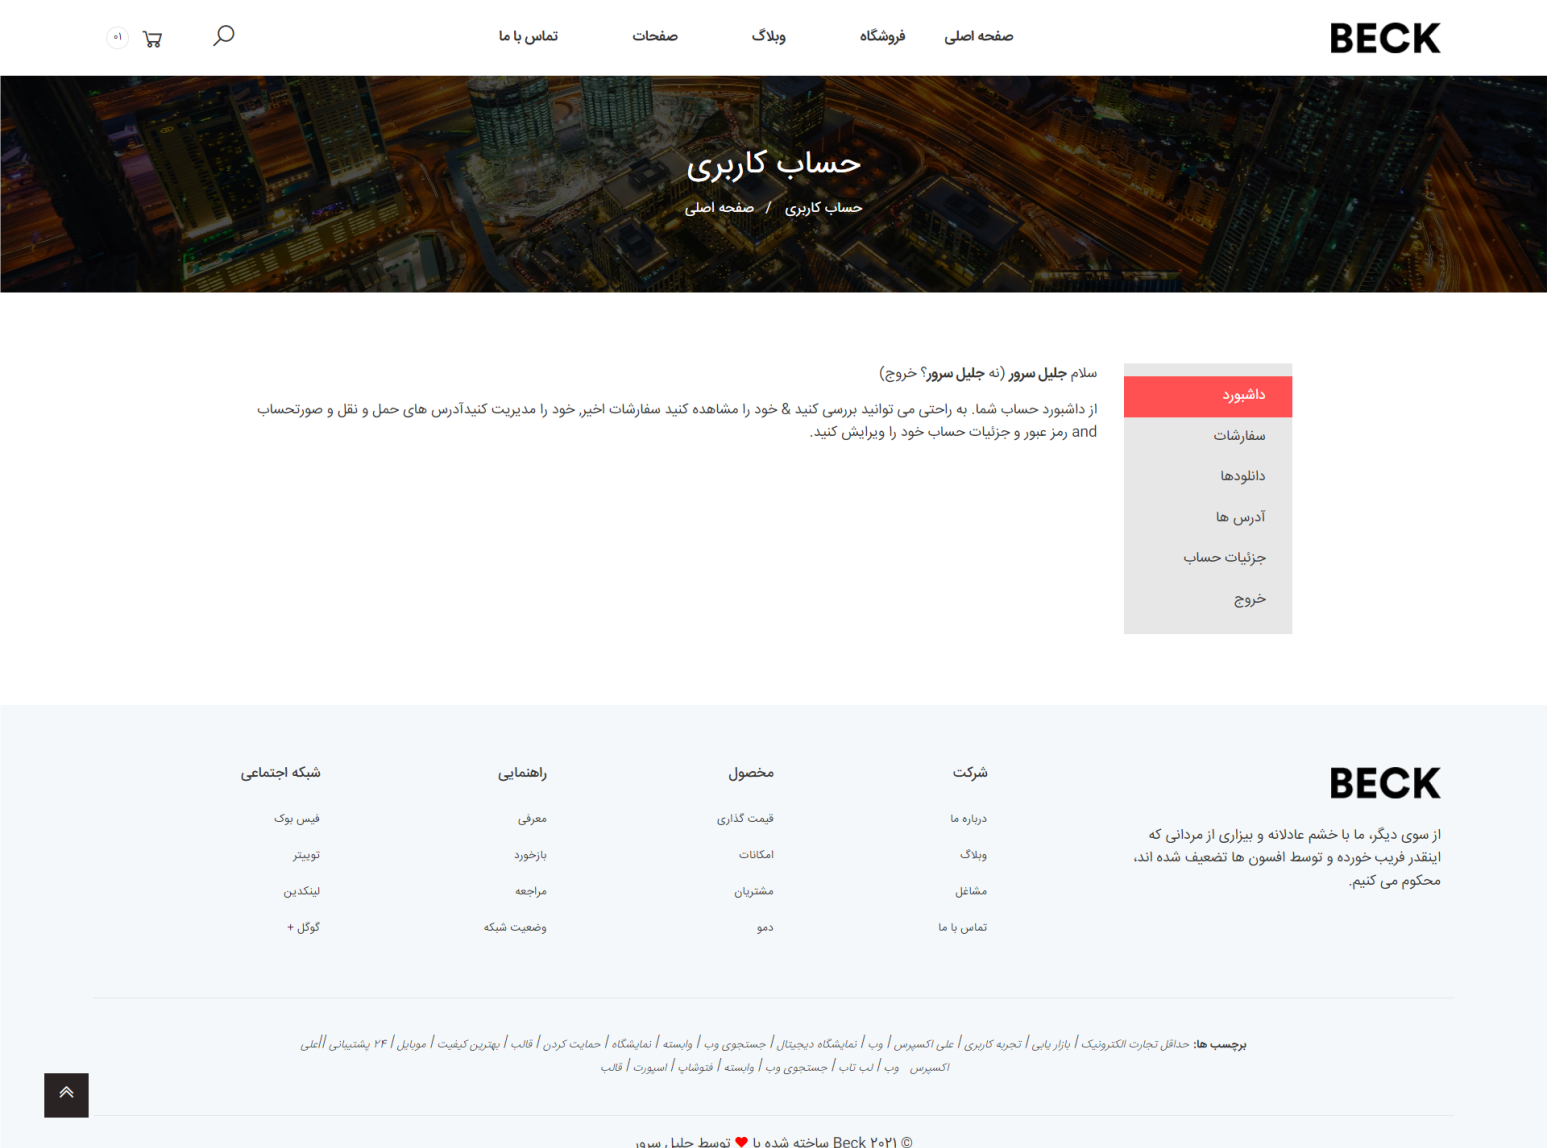 BECK
صفحه اصلی
فروشگاه
وبلاگ
صفحات
تماس با ما
۰۱
حساب کاربری
حساب کاربری / صفحه اصلی
داشبورد
سفارشات
دانلودها
آدرس ها
جزئیات حساب
خروج
سلام جلیل سرور (نه جلیل سرور؟ خروج)
از داشبورد حساب شما. به راحتی می توانید بررسی کنید & خود را مشاهده کنید سفارشات اخیر, خود را مدیریت کنیدآدرس های حمل و نقل و صورتحساب
and رمز عبور و جزئیات حساب خود را ویرایش کنید.
BECK
از سوی دیگر، ما با خشم عادلانه و بیزاری از مردانی که
اینقدر فریب خورده و توسط افسون ها تضعیف شده اند،
محکوم می کنیم.
شرکت
درباره ما
وبلاگ
مشاغل
تماس با ما
مخصول
قیمت گذاری
امکانات
مشتریان
دمو
راهنمایی
معرفی
بازخورد
مراجعه
وضعیت شبکه
شبکه اجتماعی
فیس بوک
توییتر
لینکدین
گوگل +
برچسب ها: حداقل تجارت الکترونیک / بازار یابی / تجربه کاربری / علی اکسپرس / وب / نمایشگاه دیجیتال / جستجوی وب / وابسته / نمایشگاه / حمایت کردن / قالب / بهترین کیفیت / موبایل / ۲۴ پشتیبانی //علی
اکسپرس وب / لب تاب / جستجوی وب / وابسته / فتوشاپ / اسپورت / قالب
© ۲۰۲۱ Beck ساخته شده با ♥ توسط جلیل سرور